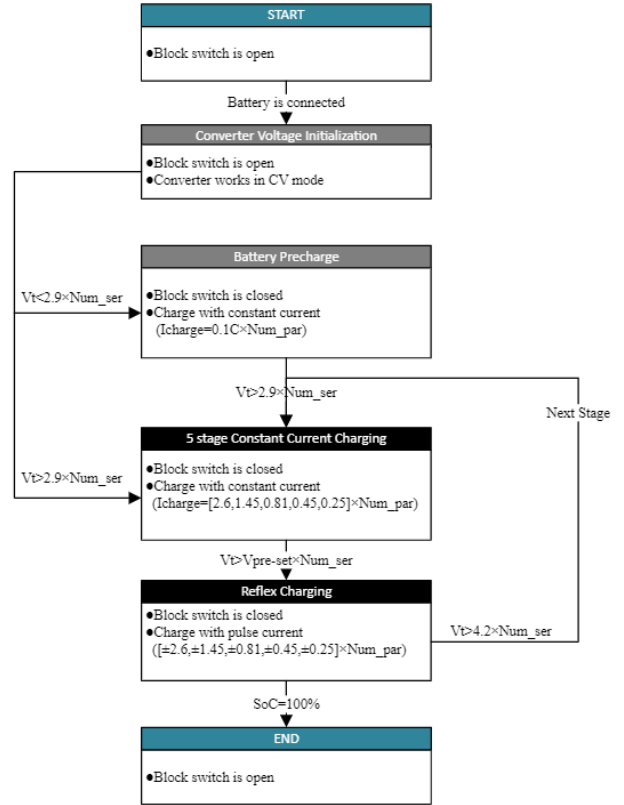 START
●Block switch is open
Battery is connected
Converter Voltage Initialization
●Block switch is open
●Converter works in CV mode
Battery Precharge
Vt<2.9×Num_ser
●Block switch is closed
●Charge with constant current
(Icharge=0.1C×Num_par)
Vt>2.9×Num_ser
Next Stage
5 stage Constant Current Charging
●Block switch is closed
Vt>2.9×Num_ser
●Charge with constant current
(Icharge=[2.6,1.45,0.81,0.45,0.25]×Num_par)
Vt>Vpre-set×Num_ser
Reflex Charging
●Block switch is closed
●Charge with pulse current
([±2.6,±1.45,±0.81,±0.45,±0.25]×Num_par)
Vt>4.2×Num_ser
SoC=100%
END
●Block switch is open